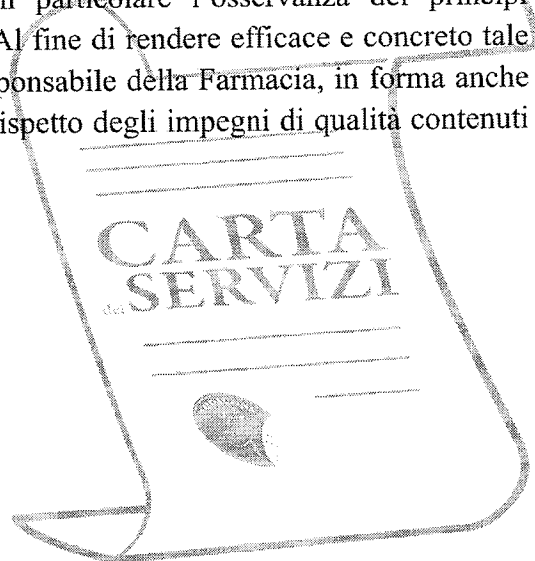 in particolare l'osservanza dei principi
Al fine di rendere efficace e concreto tale
ponsabile della Farmacia, in forma anche
ispetto degli impegni di qualità contenuti
CARTA
dei SERVIZI